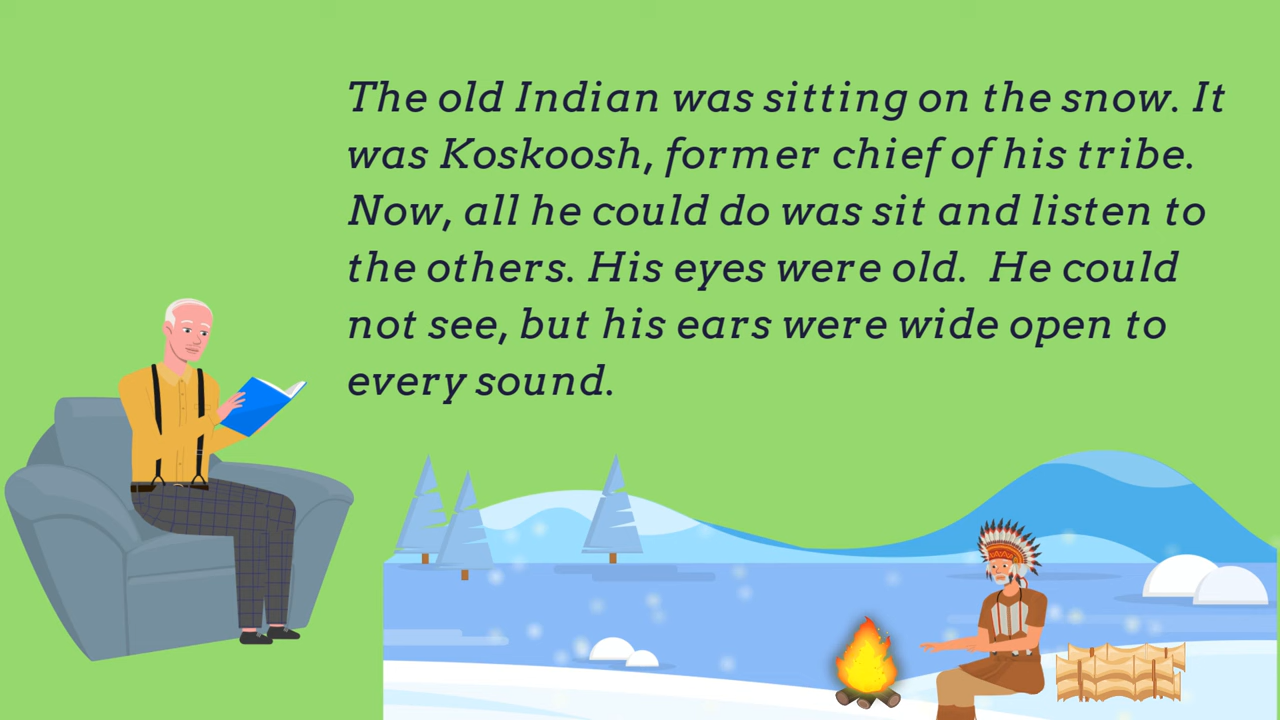 The old Indian was sitting on the snow. It
was Koskoosh, former chief of his tribe.
Now, all he could do was sit and listen to
the others. His eyes were old.  He could
not see, but his ears were wide open to
every sound.